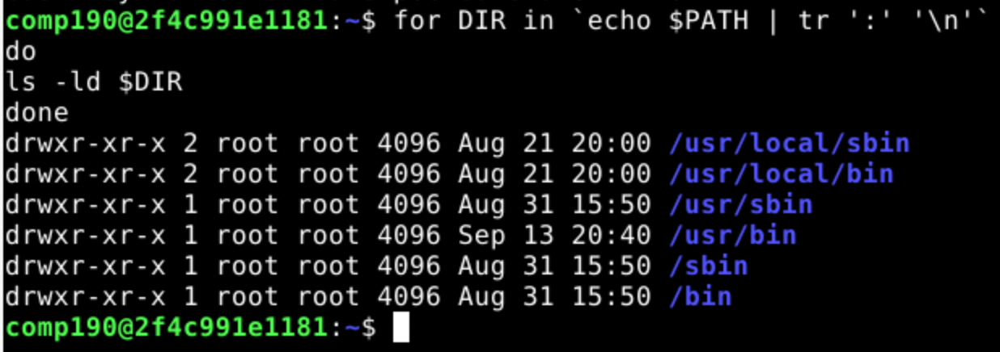 comp190@2f4c991e1181:~$ for DIR in `echo $PATH | tr ':' '\n'`
do
ls -ld $DIR
done
drwxr-xr-x 2 root root 4096 Aug 21 20:00 /usr/local/sbin
drwxr-xr-x 2 root root 4096 Aug 21 20:00 /usr/local/bin
drwxr-xr-x 1 root root 4096 Aug 31 15:50 /usr/sbin
drwxr-xr-x 1 root root 4096 Sep 13 20:40 /usr/bin
drwxr-xr-x 1 root root 4096 Aug 31 15:50 /sbin
drwxr-xr-x 1 root root 4096 Aug 31 15:50 /bin
comp190@2f4c991e1181:~$